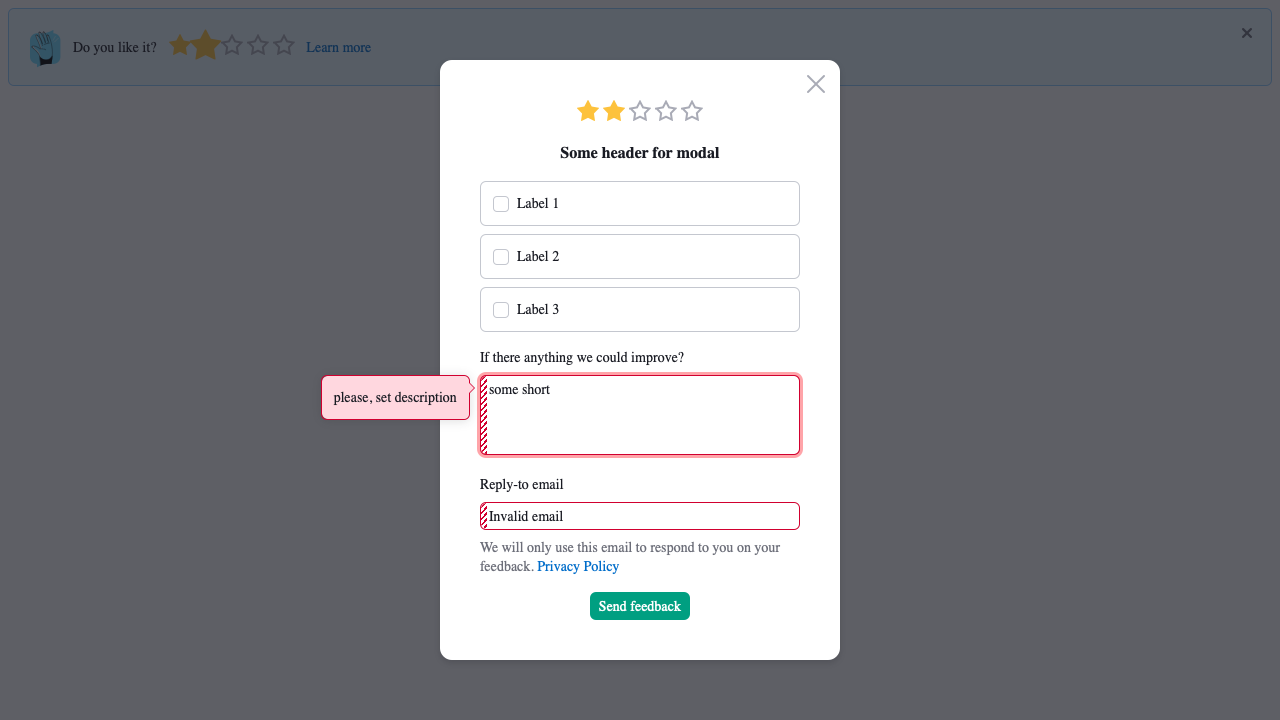 Do you like it?
Learn more
Some header for modal
Label 1
Label 2
Label 3
If there anything we could improve?
please, set description
some short
Reply-to email
Invalid email
We will only use this email to respond to you on your
feedback. Privacy Policy
Send feedback